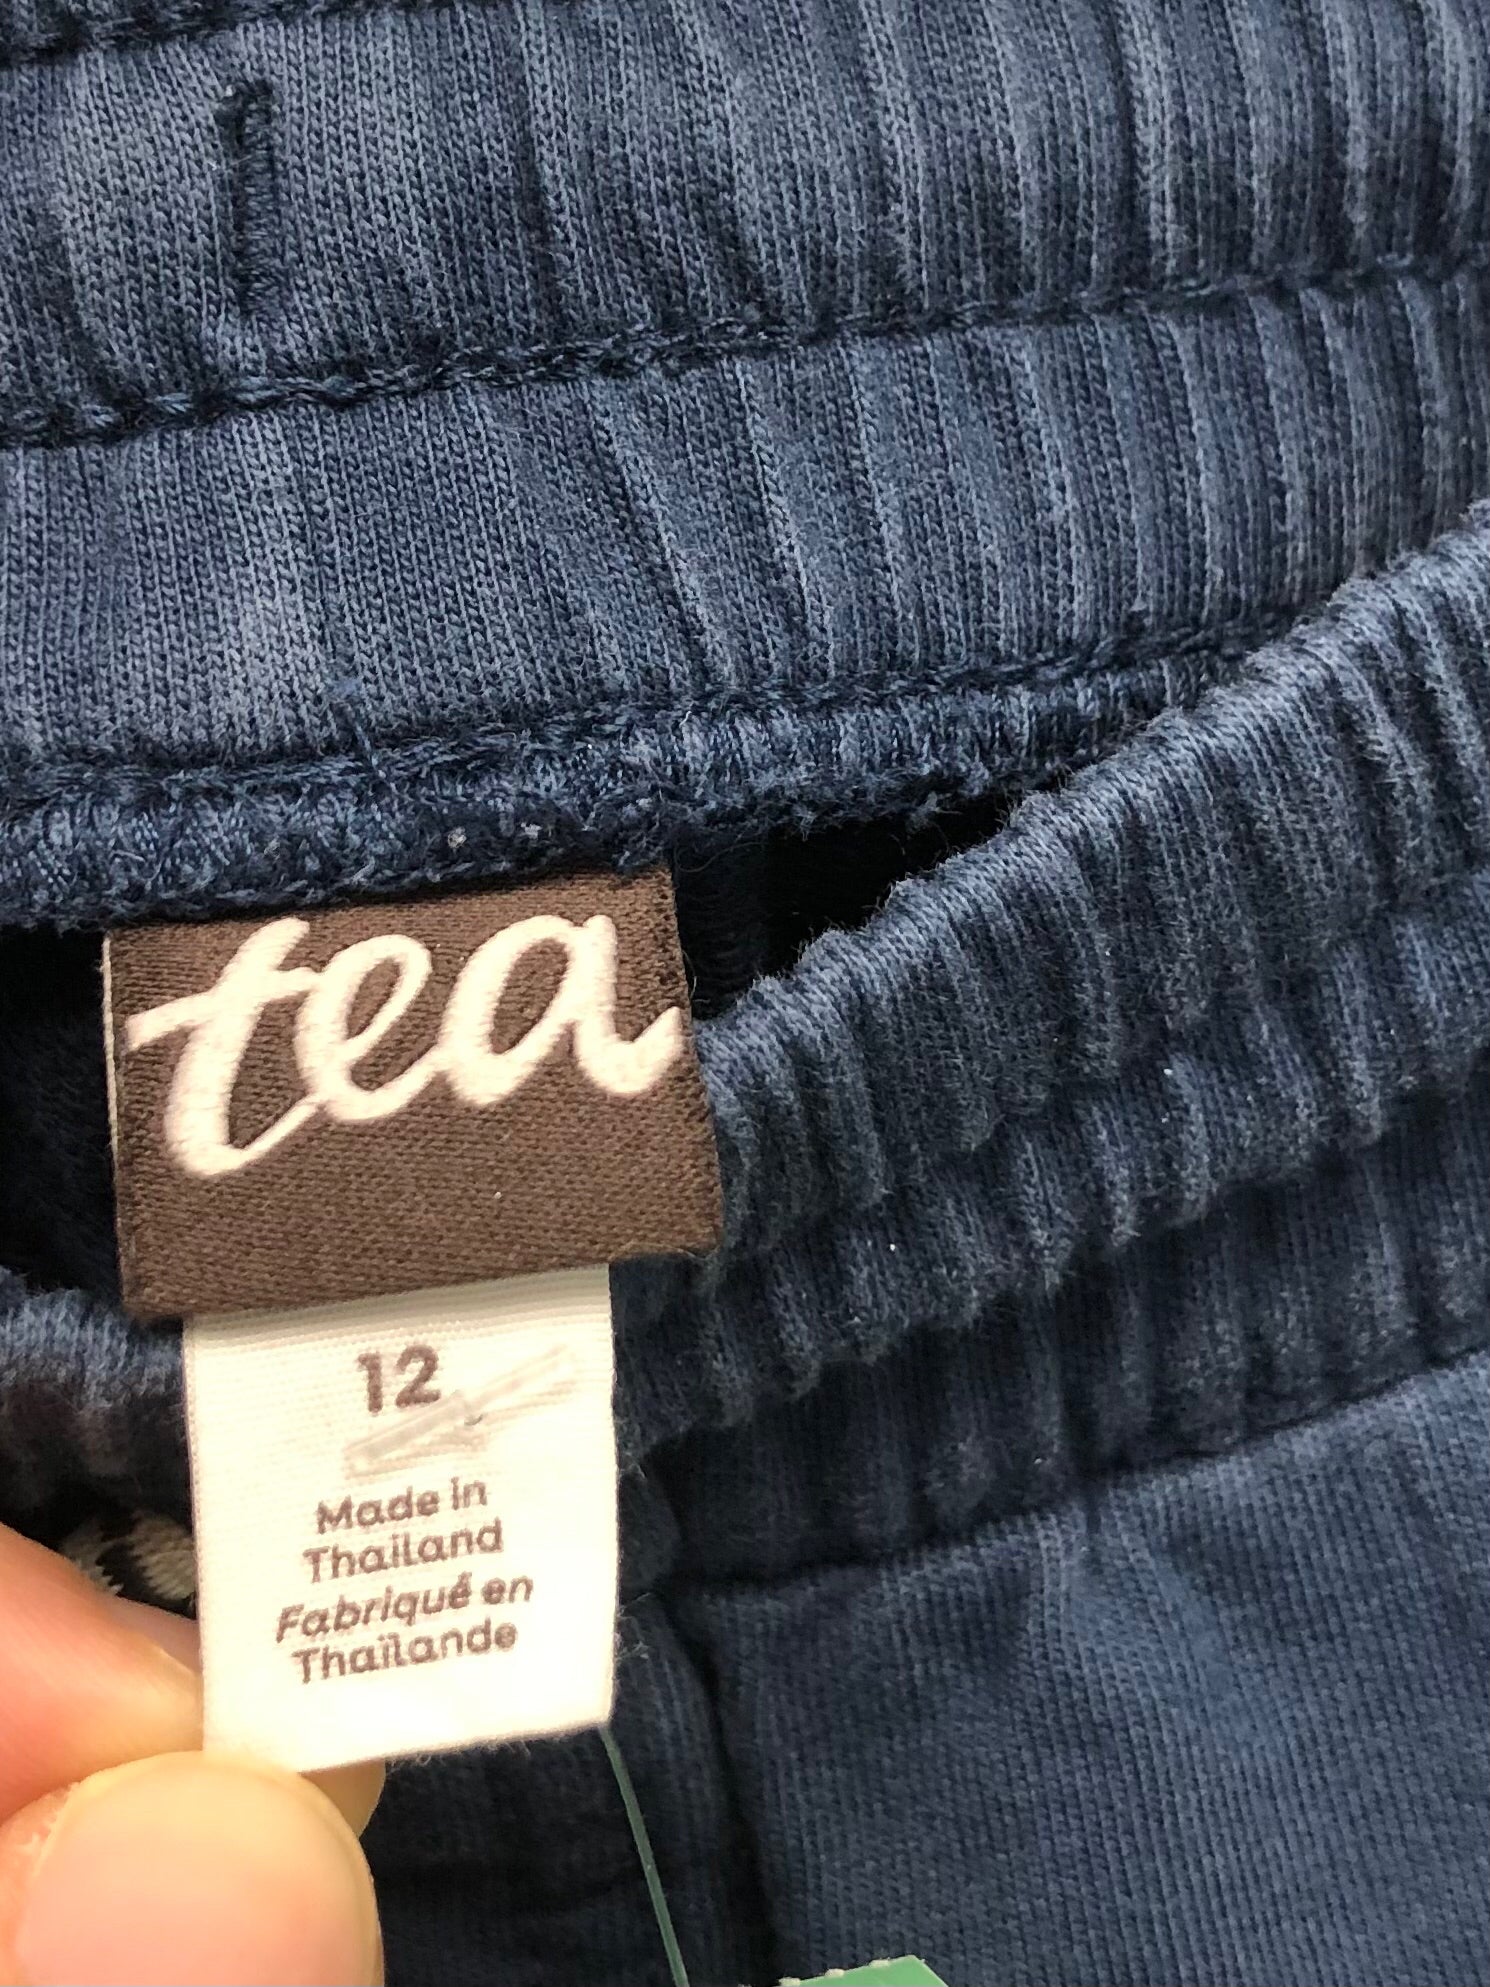 tea
12
Made in
Thailand
Fabriqué en
Thaïlande